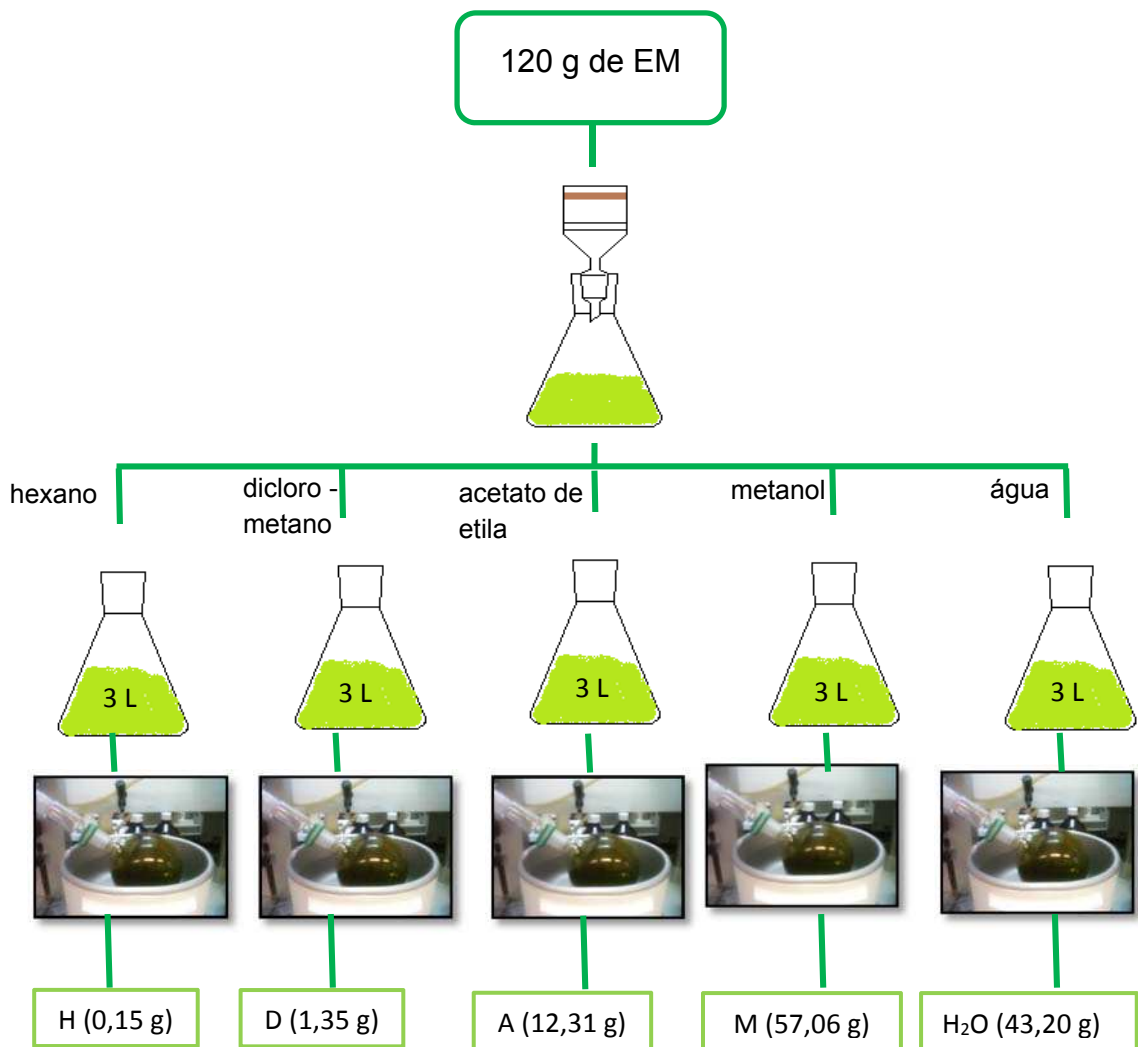 120 g de EM
hexano
dicloro -
metano
acetato de
etila
metanol
água
3 L
3 L
3 L
3 L
3 L
H (0,15 g)
D (1,35 g)
A (12,31 g)
M (57,06 g)
H₂O (43,20 g)